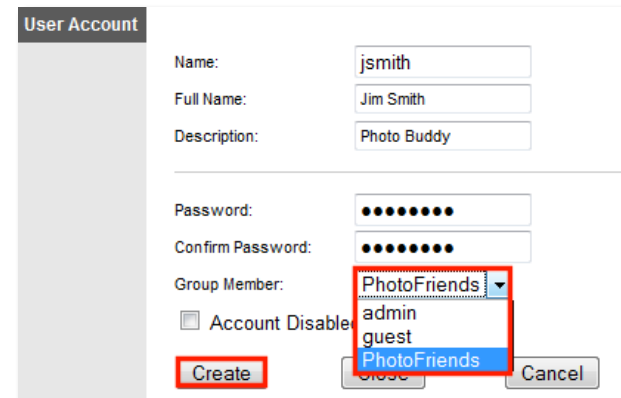 User Account
Name: jsmith
Full Name: Jim Smith
Description: Photo Buddy
Password: ●●●●●●●●
Confirm Password: ●●●●●●●●
Group Member: PhotoFriends
admin
Account Disabled
guest
PhotoFriends
Create Close Cancel